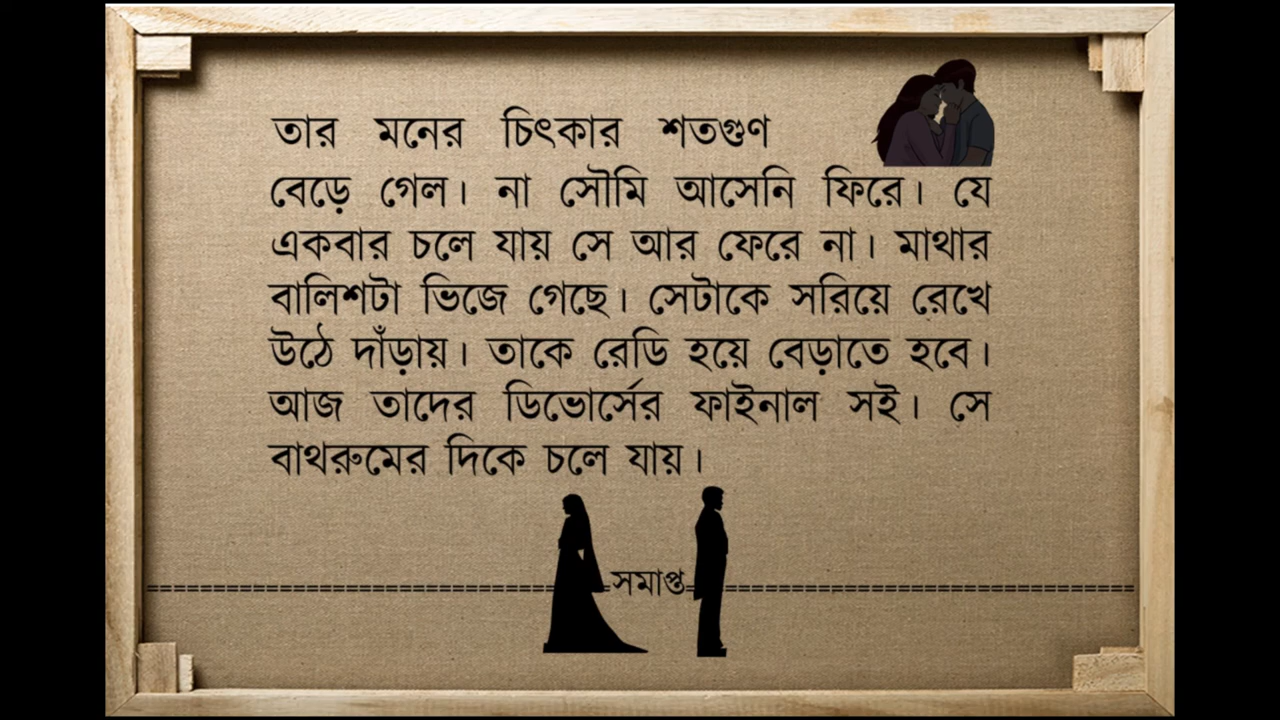 তার মনের চিৎকার শতগুণ
বেড়ে গেল। না সৌমি আসেনি ফিরে। যে
একবার চলে যায় সে আর ফেরে না। মাথার
বালিশটা ভিজে গেছে। সেটাকে সরিয়ে রেখে
উঠে দাঁড়ায়। তাকে রেডি হয়ে বেড়াতে হবে।
আজ তাদের ডিভোর্সের ফাইনাল সই। সে
বাথরুমের দিকে চলে যায়।
সমাপ্ত